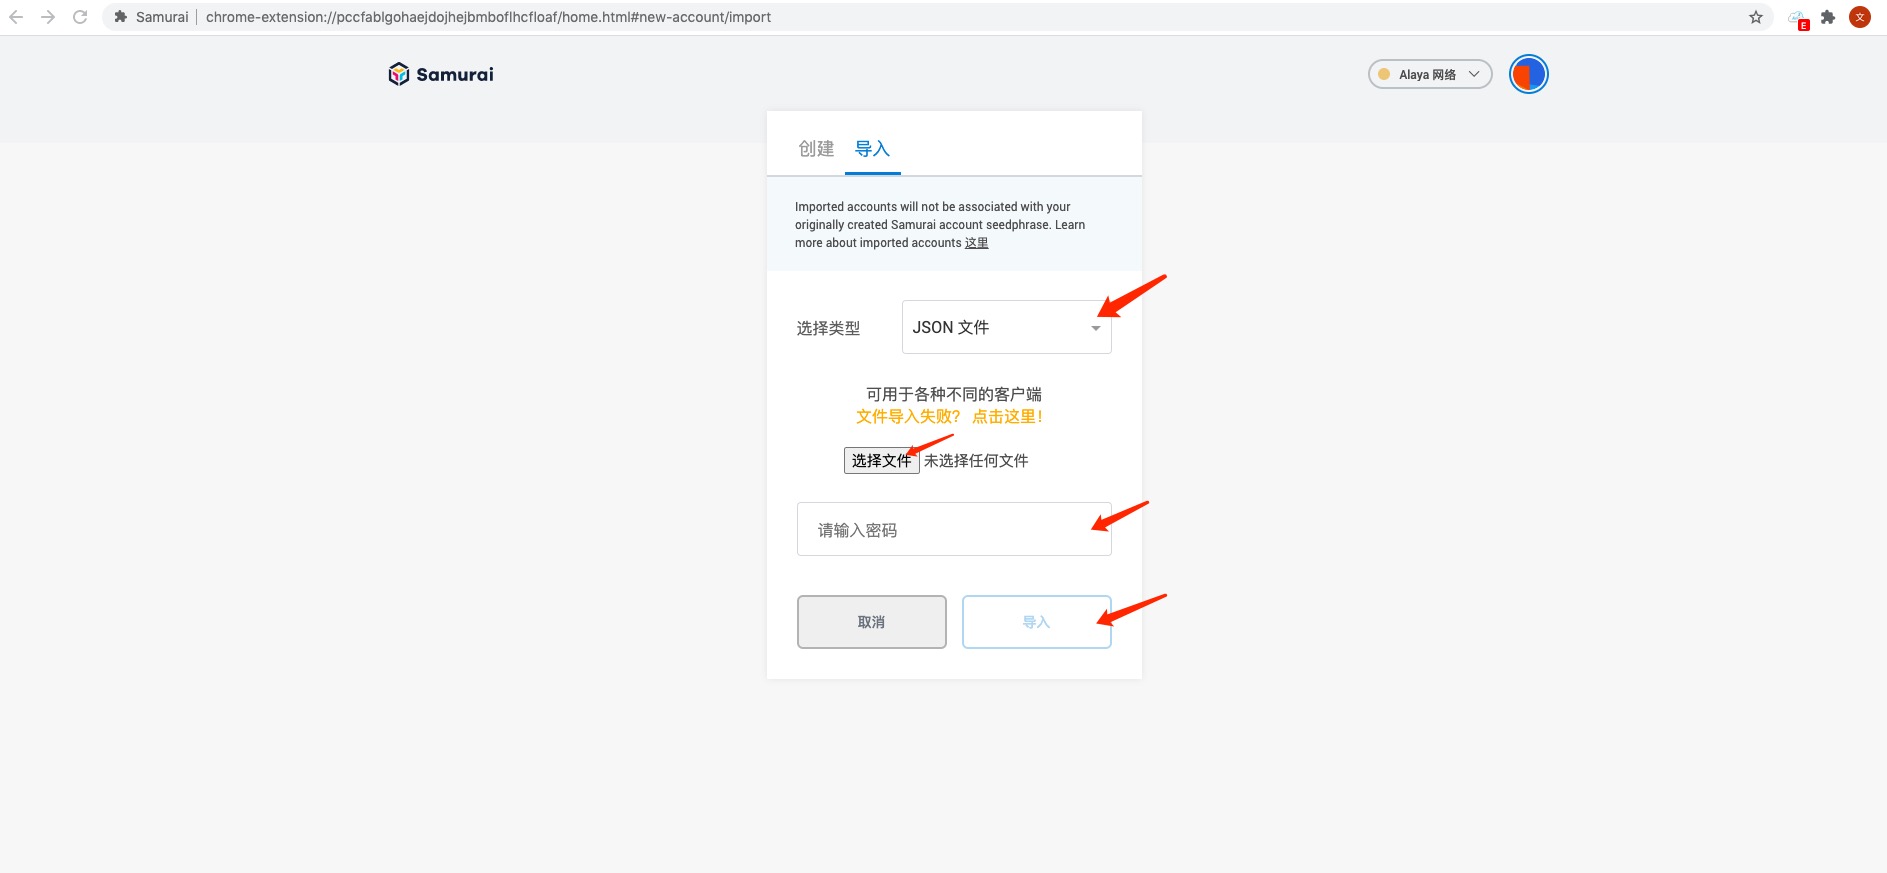 Samurai
chrome-extension://pccfablgohaejdojhejbmboflhcfloaf/home.html#new-account/import
E
文
Samurai
Alaya 网络
创建 导入
Imported accounts will not be associated with your
originally created Samurai account seedphrase. Learn
more about imported accounts 这里
选择类型
JSON 文件
可用于各种不同的客户端
文件导入失败? 点击这里!
选择文件 未选择任何文件
请输入密码
取消 导入